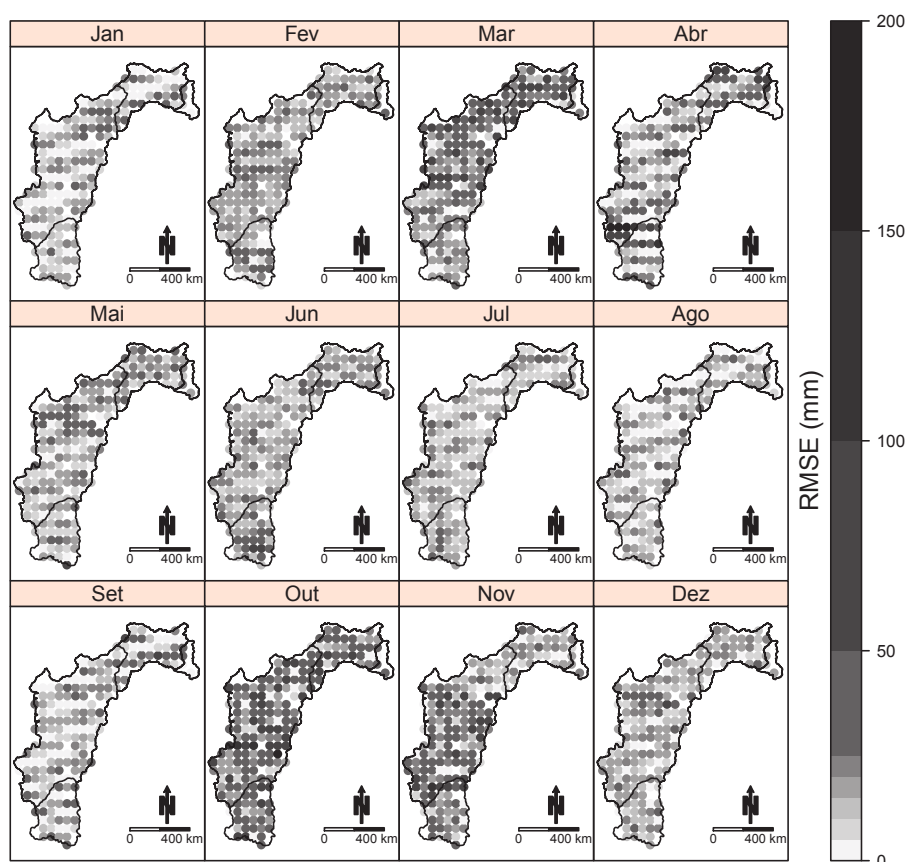 Jan Fev Mar Abr
N N N N
0 400 km 0 400 km 0 400 km 0 400 km
Mai Jun Jul Ago
N N N N
0 400 km 0 400 km 0 400 km 0 400 km
Set Out Nov Dez
N N N N
0 400 km 0 400 km 0 400 km 0 400 km
RMSE (mm)
200
150
100
50
0